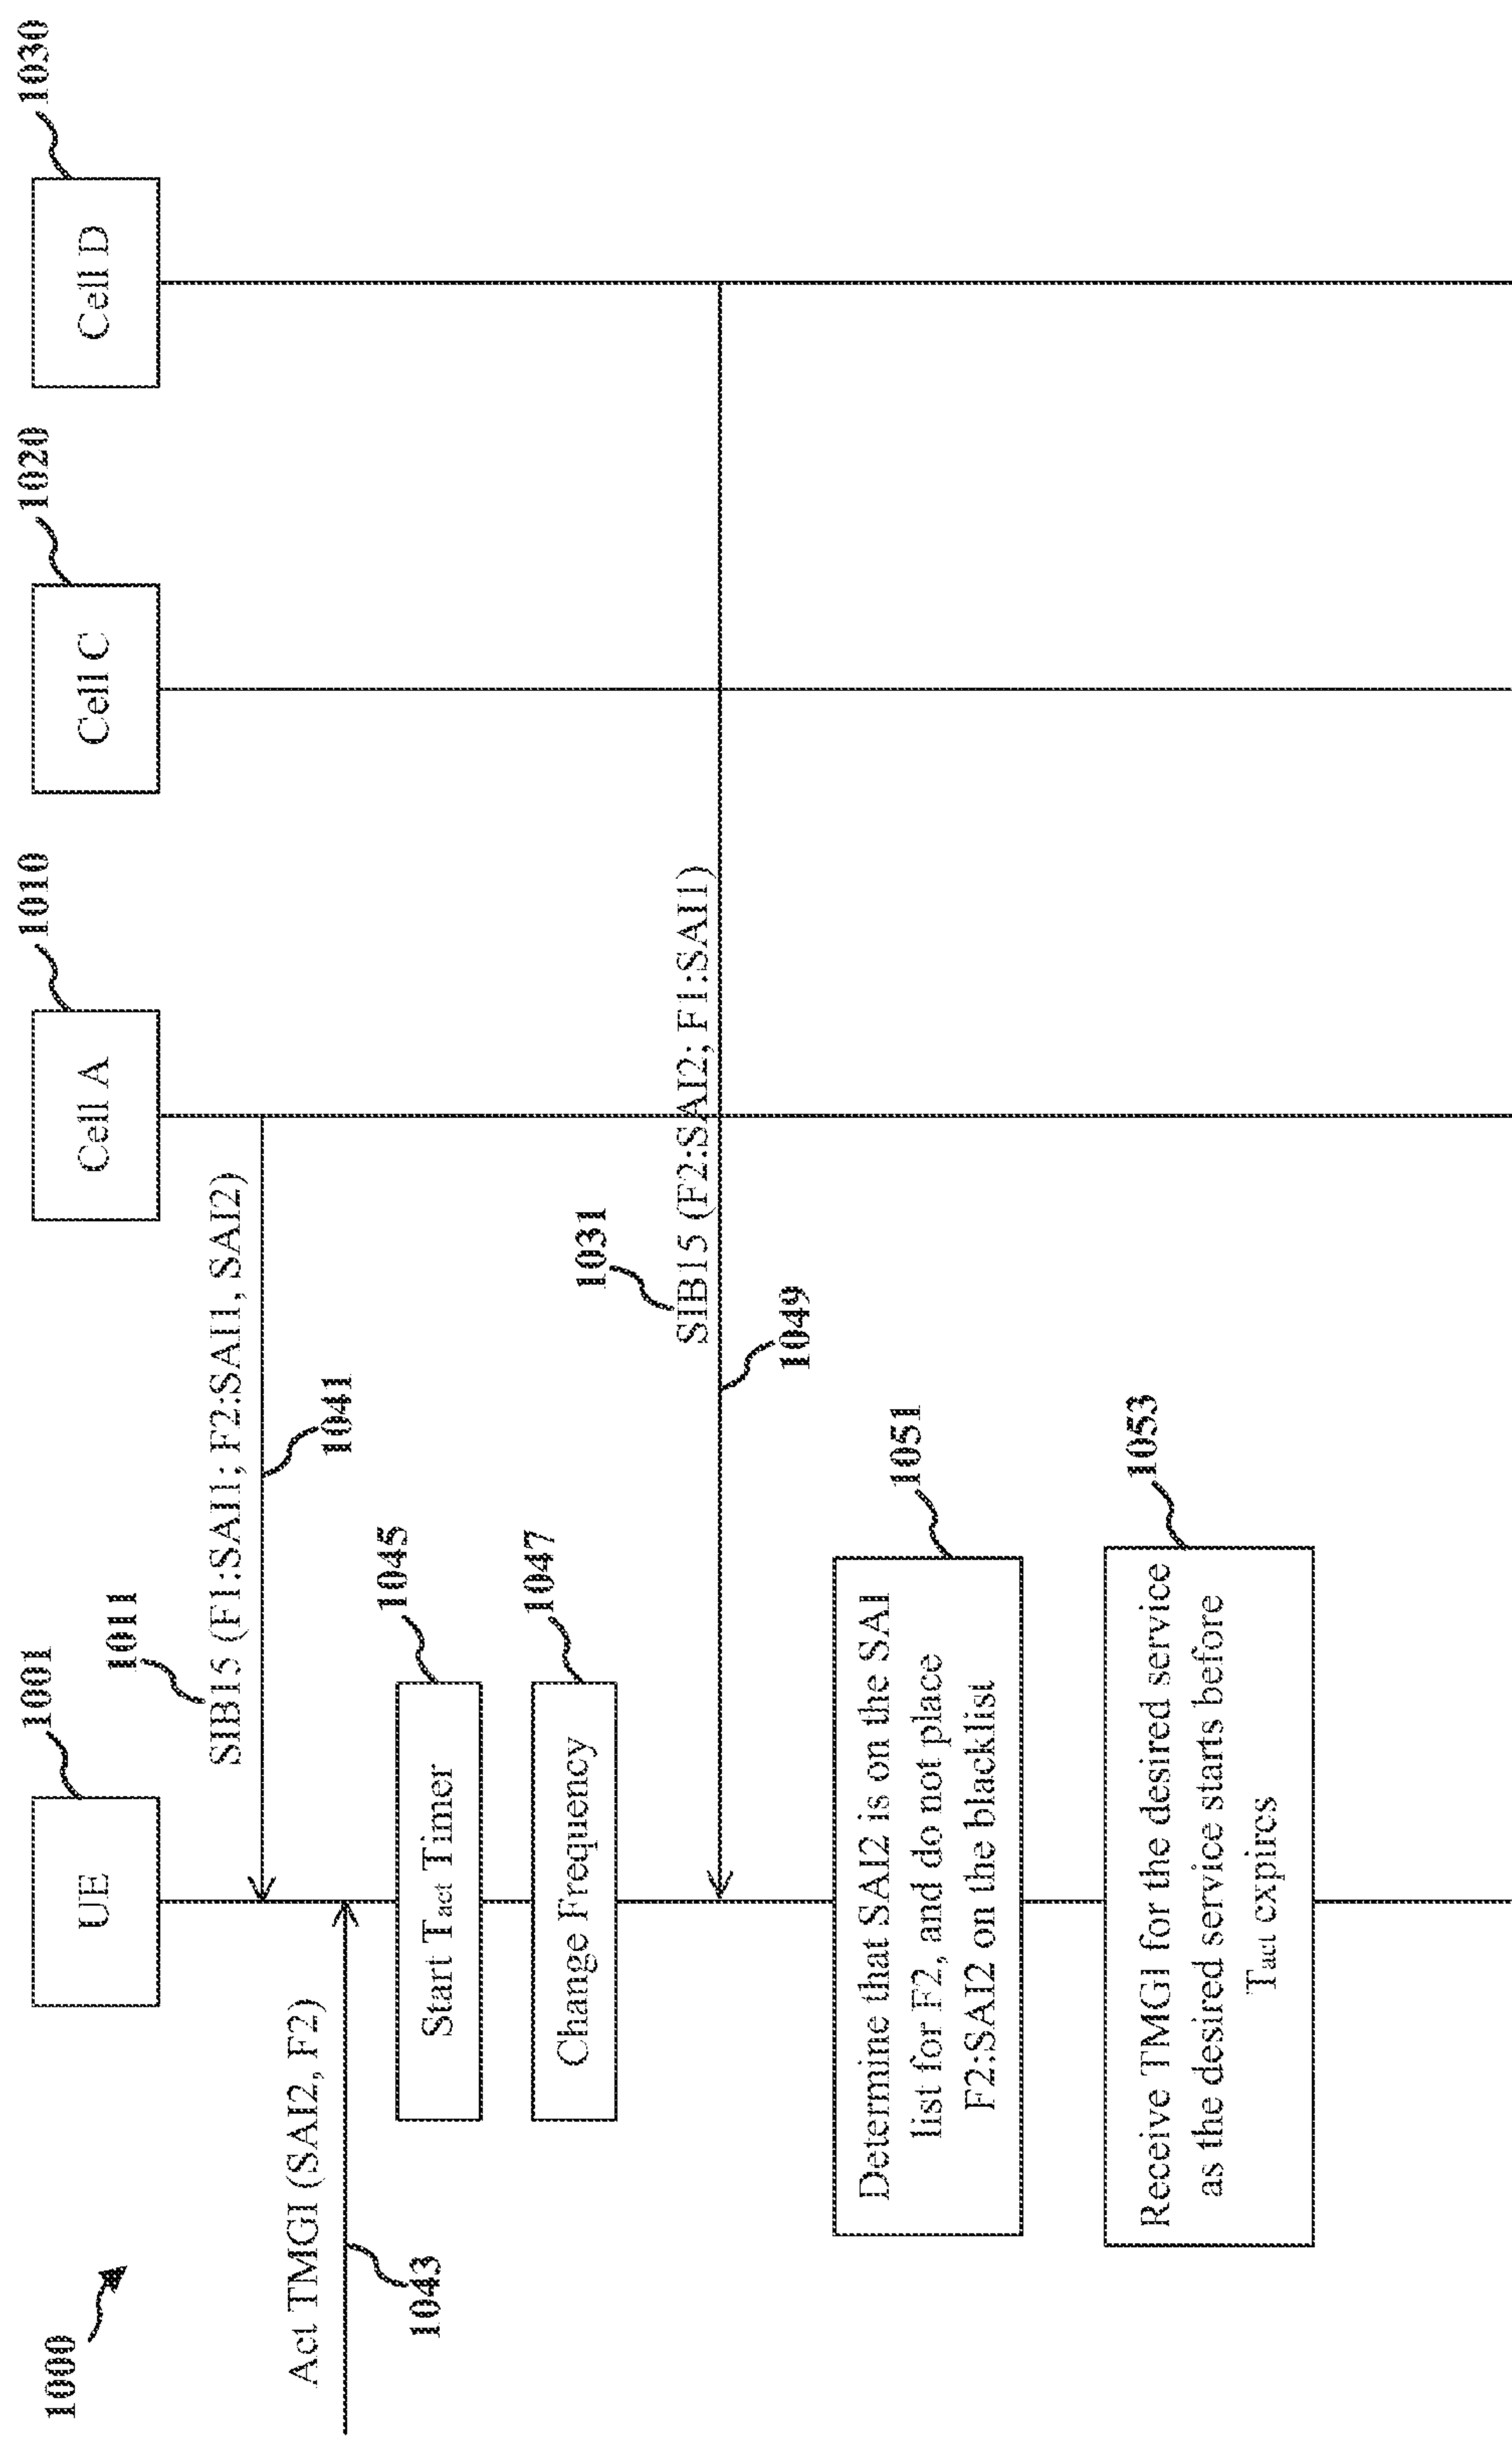 1000
1001
UE
1010
Cell A
1020
Cell C
1030
Cell D
1011
SIB15 (F1:SAI1; F2:SAI1, SAI2)
1041
Act TMGI (SAI2, F2)
1043
1045
Start Tact Timer
1047
Change Frequency
1031
SIB15 (F2:SAI2; F1:SAI1)
1049
1051
Determine that SAI2 is on the SAI
list for F2, and do not place
F2:SAI2 on the blacklist
1053
Receive TMGI for the desired service
as the desired service starts before
Tact expires